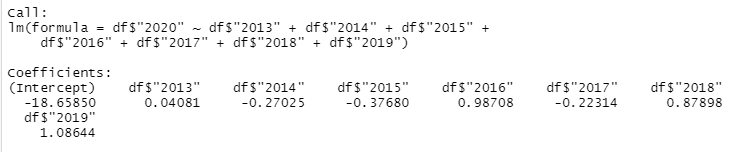 Call:
lm(formula = df$"2020" ~ df$"2013" + df$"2014" + df$"2015" +
df$"2016" + df$"2017" + df$"2018" + df$"2019")
Coefficients:
(Intercept) df$"2013" df$"2014" df$"2015" df$"2016" df$"2017" df$"2018"
-18.65850 0.04081 -0.27025 -0.37680 0.98708 -0.22314 0.87898
df$"2019"
1.08644